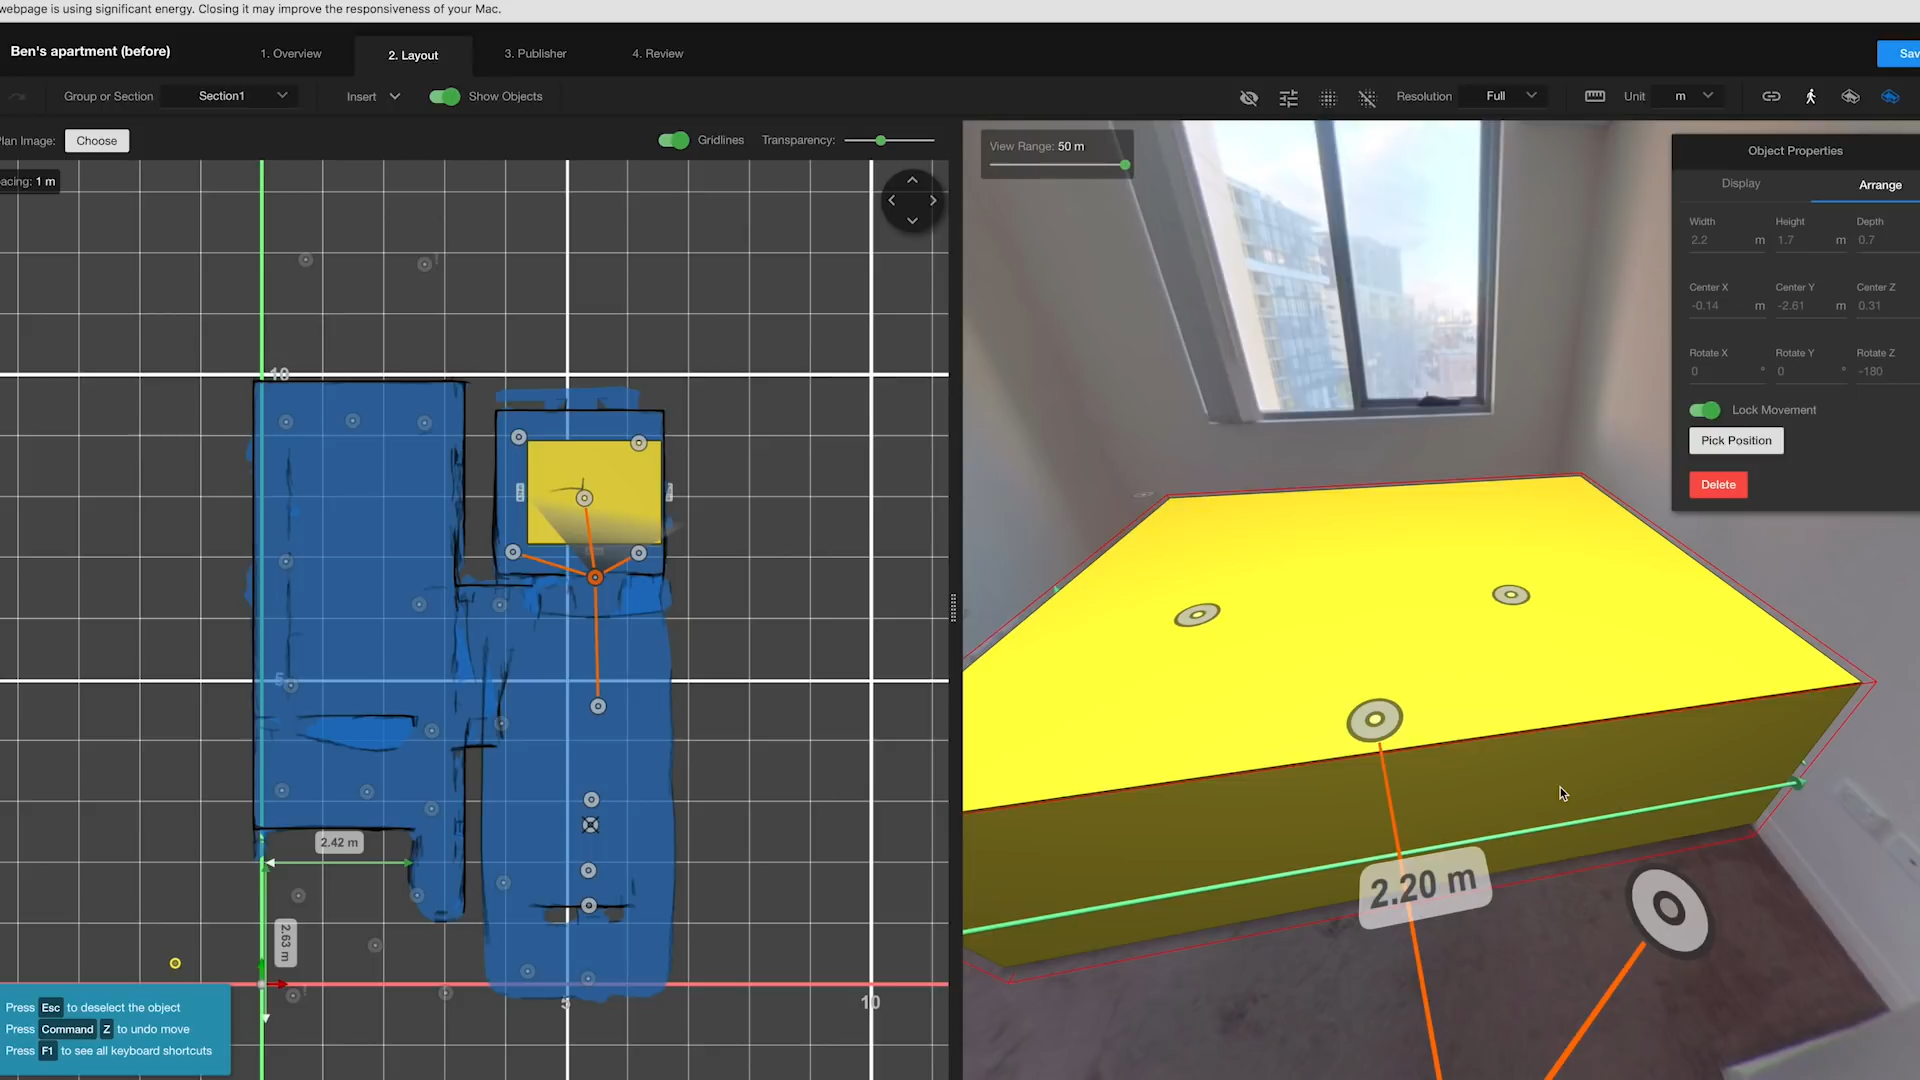 webpage is using significant energy. Closing it may improve the responsiveness of your Mac.
Ben's apartment (before)
1. Overview
2. Layout
3. Publisher
4. Review
Sav
Group or Section
Section1
Insert
Show Objects
Resolution
Full
Unit
m
lan Image:
Choose
Gridlines
Transparency:
acing: 1 m
View Range: 50 m
Object Properties
Display
Arrange
Width
Height
Depth
2.2 m
1.7 m
0.7
Center X
Center Y
Center Z
-0.14 m
-2.61 m
0.31
Rotate X
Rotate Y
Rotate Z
0 °
0 °
-180
Lock Movement
Pick Position
Delete
10
5
2.42 m
2.63 m
5
10
2.20 m
Press Esc to deselect the object
Press Command Z to undo move
Press F1 to see all keyboard shortcuts